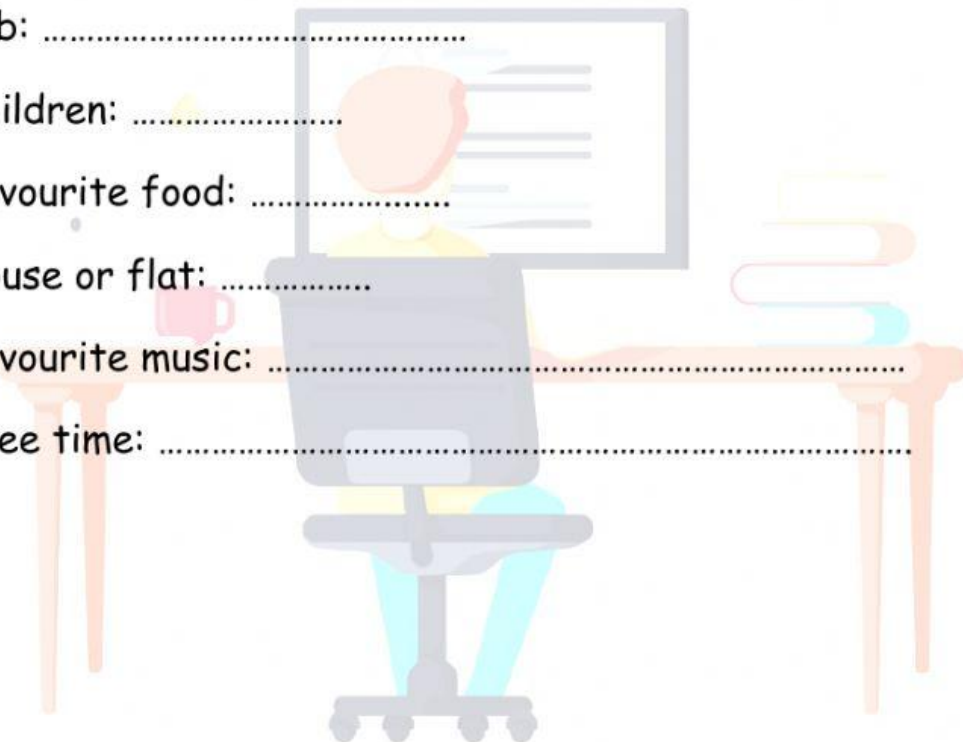 b: ................................................
ildren: ........................
vourite food: .......................
use or flat: .................
vourite music: ........................................................................
ee time: .....................................................................................